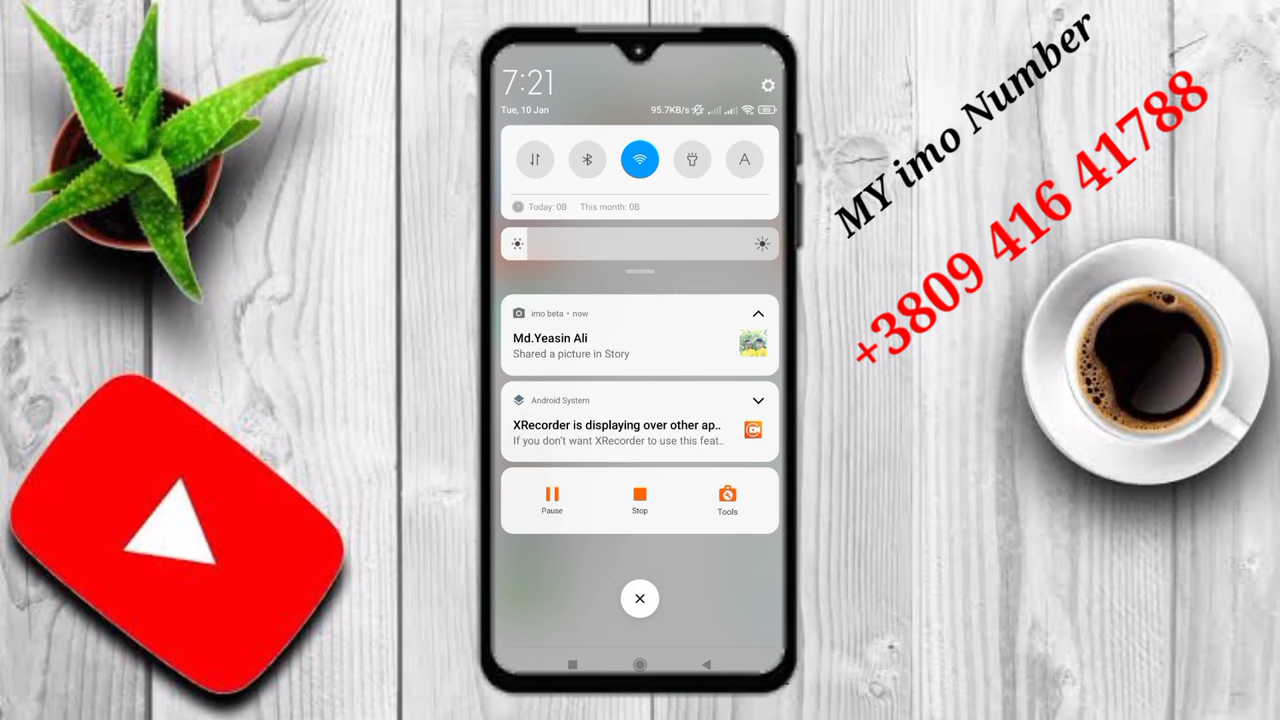 MY imo Number
+3809 416 41788
7:21
Tue, 10 Jan
95.7KB/s
Today: 0B This month: 0B
imo beta • now
Md.Yeasin Ali
Shared a picture in Story
Android System
XRecorder is displaying over other ap..
If you don't want XRecorder to use this feat..
Pause Stop Tools